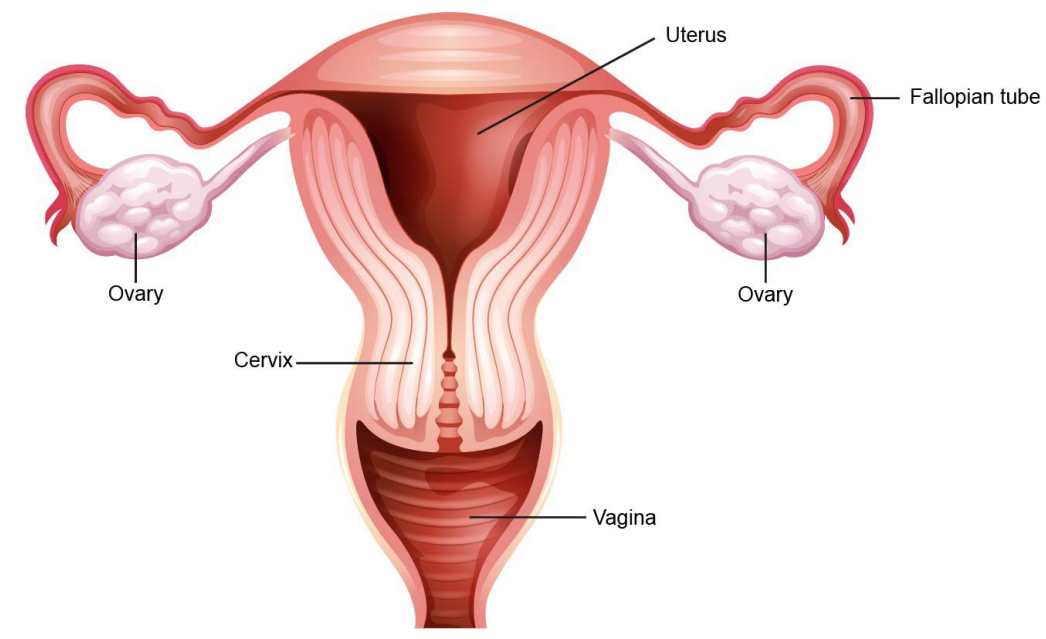 Uterus
Fallopian tube
Ovary
Ovary
Cervix
Vagina